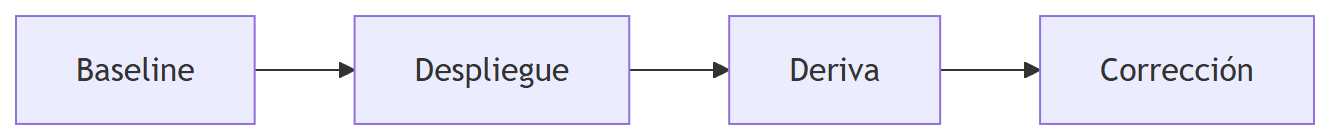 Baseline
Despliegue
Deriva
Corrección